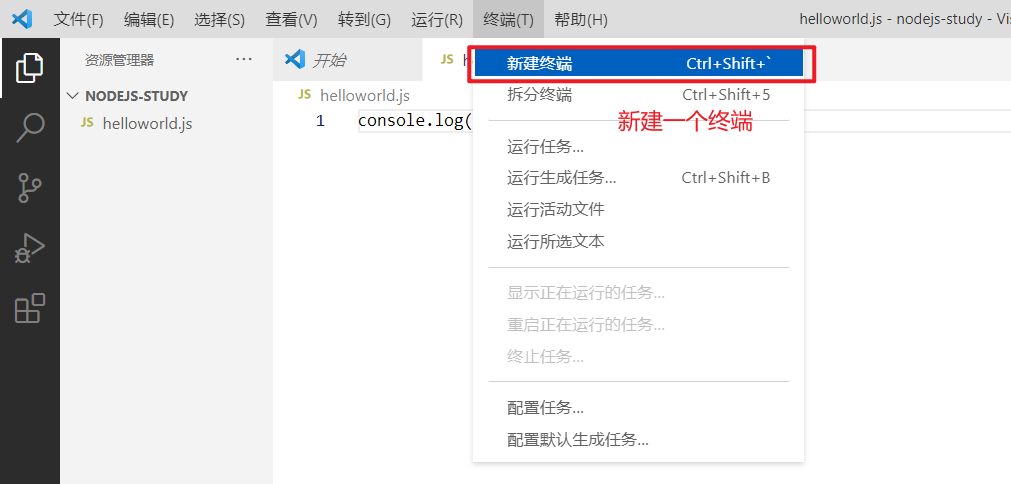 文件(F) 编辑(E) 选择(S) 查看(V) 转到(G) 运行(R) 终端(T) 帮助(H) helloworld.js - nodejs-study - Vis
资源管理器 ···
开始
JS h
新建终端 Ctrl+Shift+`
NODEJS-STUDY
JS helloworld.js
JS helloworld.js
1 console.log(
拆分终端 Ctrl+Shift+5
新建一个终端
运行任务...
运行生成任务... Ctrl+Shift+B
运行活动文件
运行所选文本
显示正在运行的任务...
重启正在运行的任务...
终止任务...
配置任务...
配置默认生成任务...